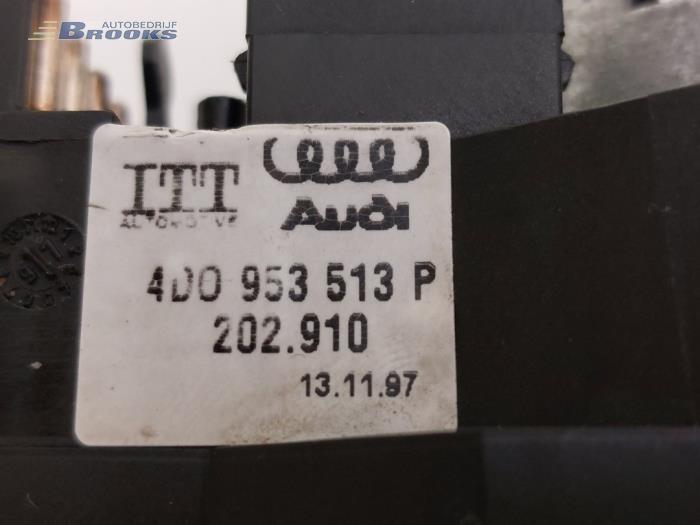 AUTOBEDRIJF
BROOKS
ITT
AUTOMOTIVE
Audi
4D0 953 513 P
202.910
13.11.97